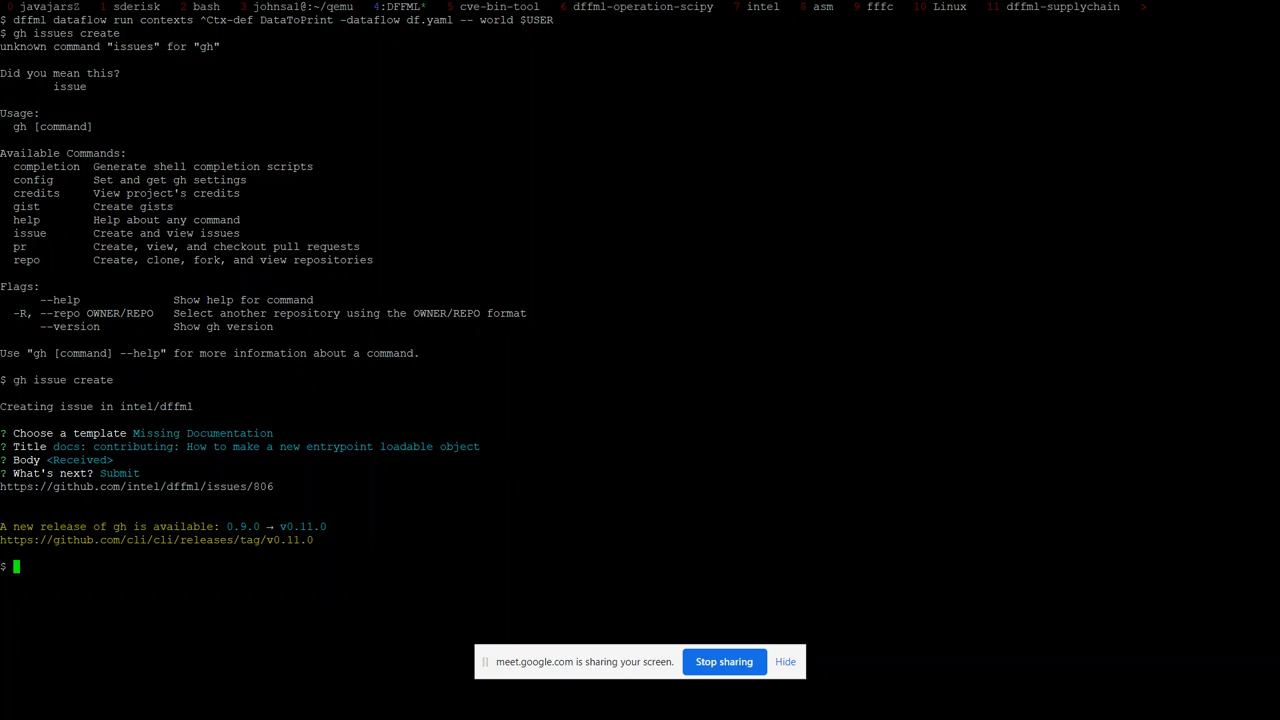 0 javajarsZ 1 sderisk 2 bash 3 johnsa1@:~/qemu 4:DFFML* 5 cve-bin-tool 6 dffml-operation-scipy 7 intel 8 asm 9 fffc 10 Linux 11 dffml-supplychain >
$ dffml dataflow run contexts ^Ctx-def DataToPrint -dataflow df.yaml -- world $USER
$ gh issues create
unknown command "issues" for "gh"
Did you mean this?
issue
Usage:
gh [command]
Available Commands:
completion Generate shell completion scripts
config Set and get gh settings
credits View project's credits
gist Create gists
help Help about any command
issue Create and view issues
pr Create, view, and checkout pull requests
repo Create, clone, fork, and view repositories
Flags:
--help Show help for command
-R, --repo OWNER/REPO Select another repository using the OWNER/REPO format
--version Show gh version
Use "gh [command] --help" for more information about a command.
$ gh issue create
Creating issue in intel/dffml
? Choose a template Missing Documentation
? Title docs: contributing: How to make a new entrypoint loadable object
? Body <Received>
? What's next? Submit
https://github.com/intel/dffml/issues/806
A new release of gh is available: 0.9.0 → v0.11.0
https://github.com/cli/cli/releases/tag/v0.11.0
$
meet.google.com is sharing your screen. Stop sharing Hide